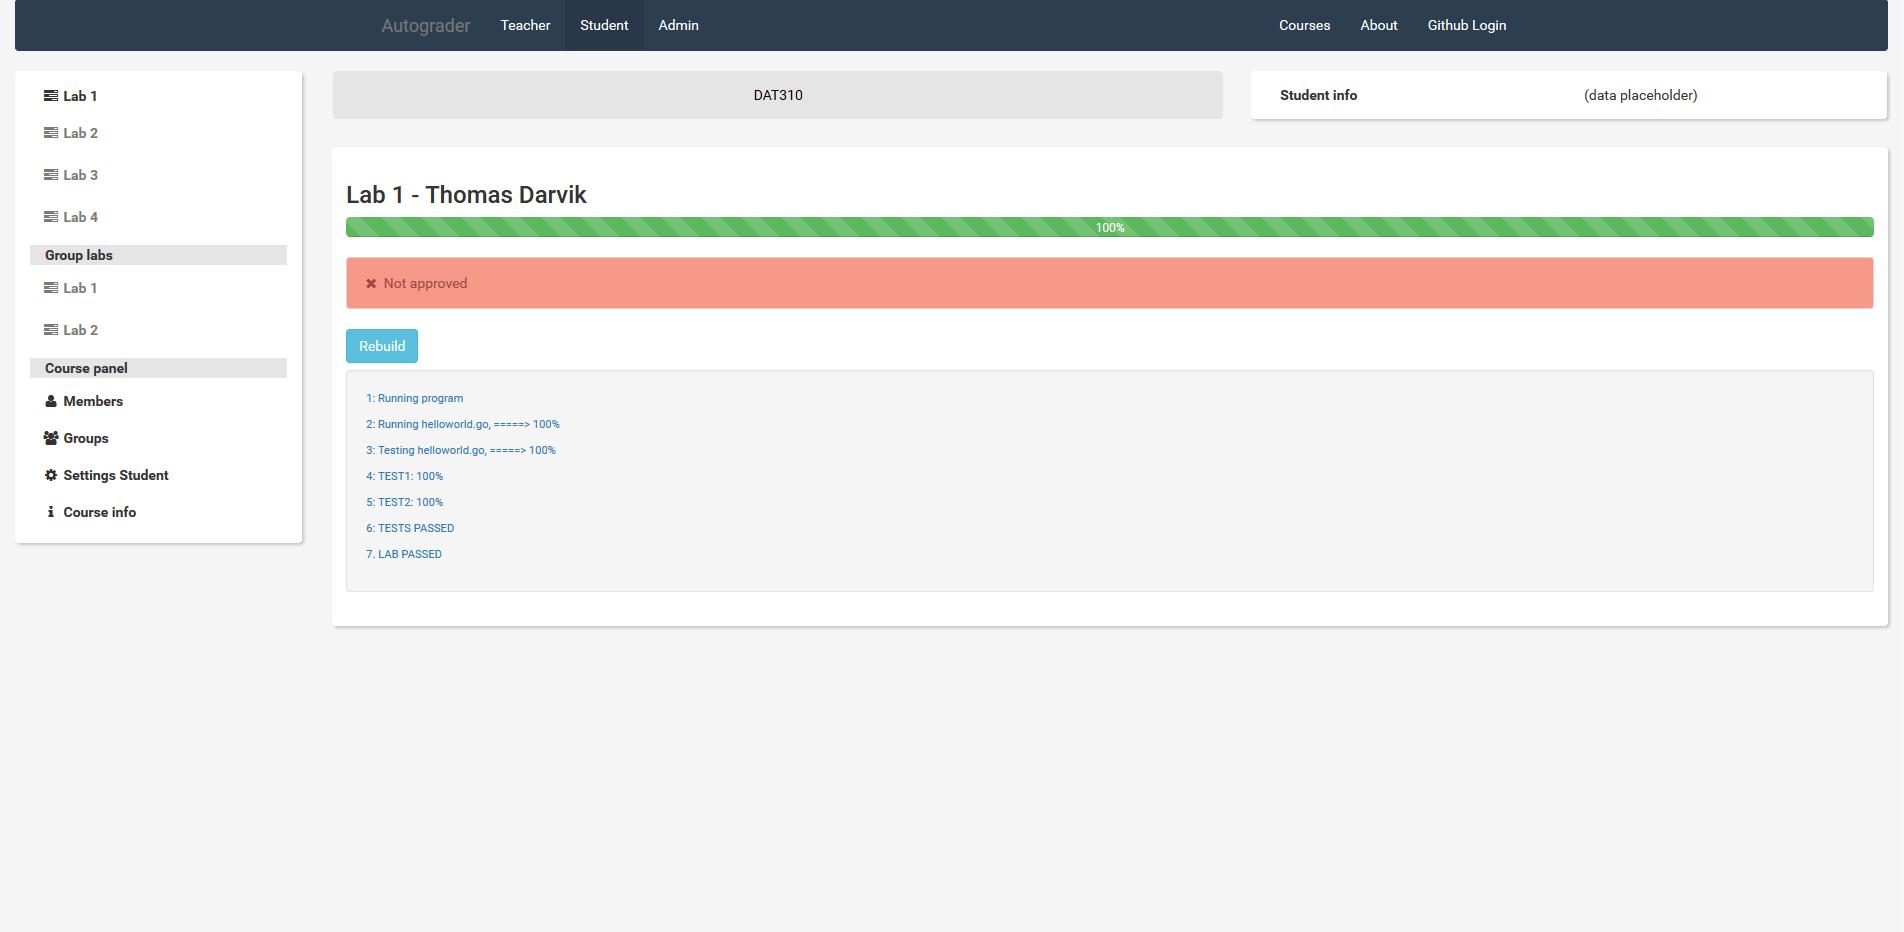 Autograder Teacher Student Admin Courses About Github Login
Lab 1
Lab 2
Lab 3
Lab 4
Group labs
Lab 1
Lab 2
Course panel
Members
Groups
Settings Student
Course info
DAT310
Student info (data placeholder)
Lab 1 - Thomas Darvik
100%
Not approved
Rebuild
1: Running program
2: Running helloworld.go, =====> 100%
3: Testing helloworld.go, =====> 100%
4: TEST1: 100%
5: TEST2: 100%
6: TESTS PASSED
7. LAB PASSED